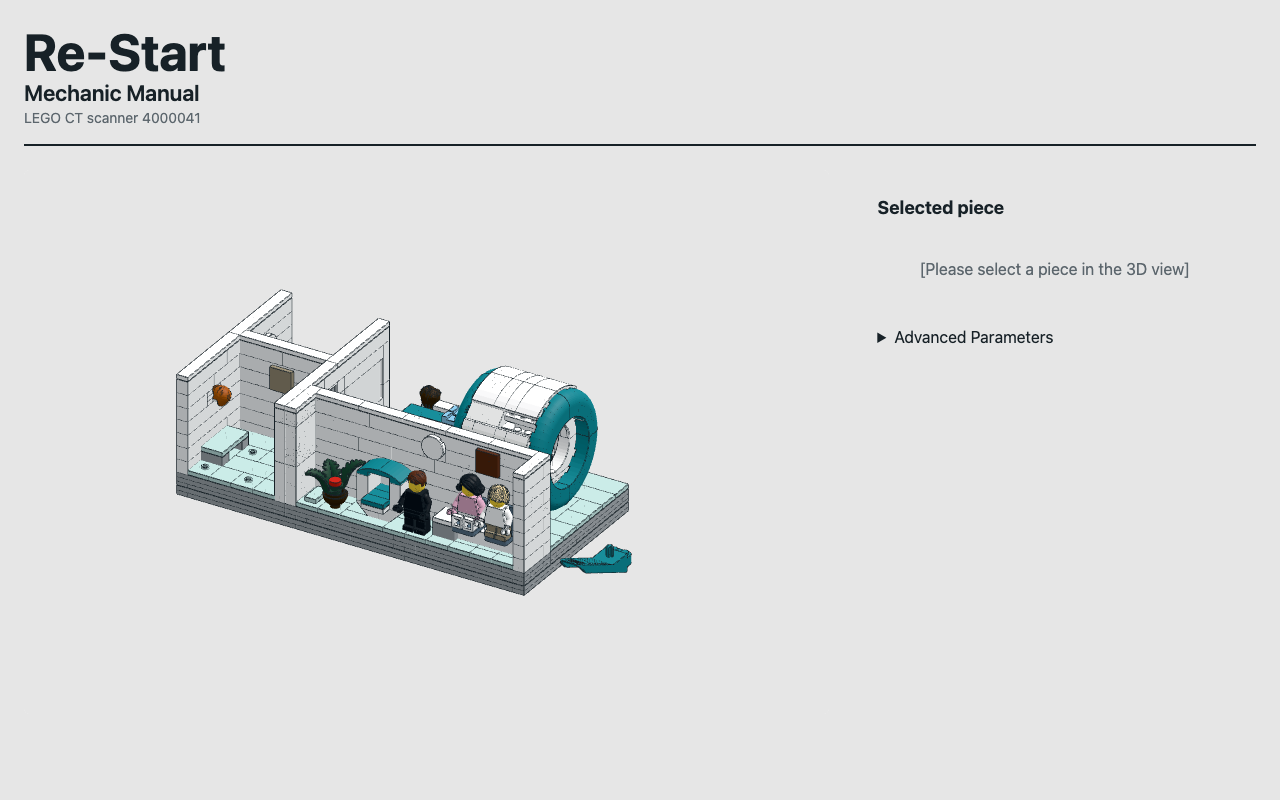 Re-Start
Mechanic Manual
LEGO CT scanner 4000041
Selected piece
[Please select a piece in the 3D view]
Advanced Parameters